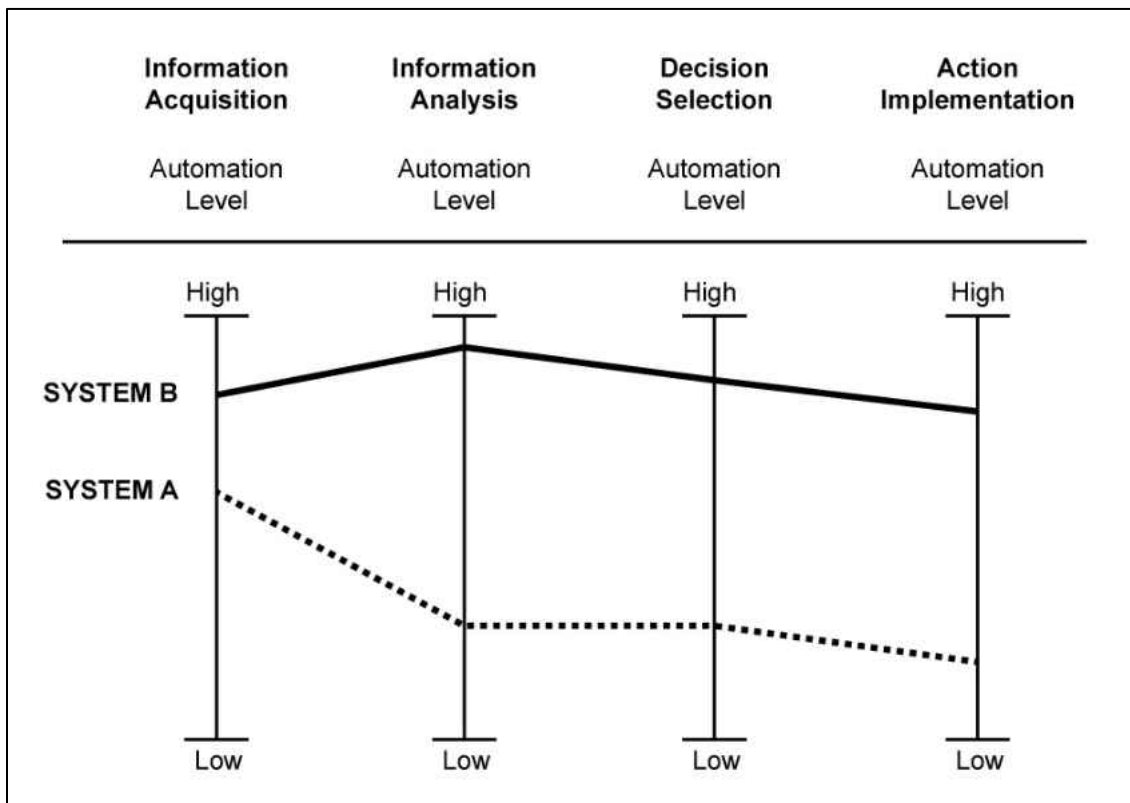 Information
Acquisition
Information
Analysis
Decision
Selection
Action
Implementation
Automation
Level
Automation
Level
Automation
Level
Automation
Level
High
High
High
High
SYSTEM B
SYSTEM A
Low
Low
Low
Low